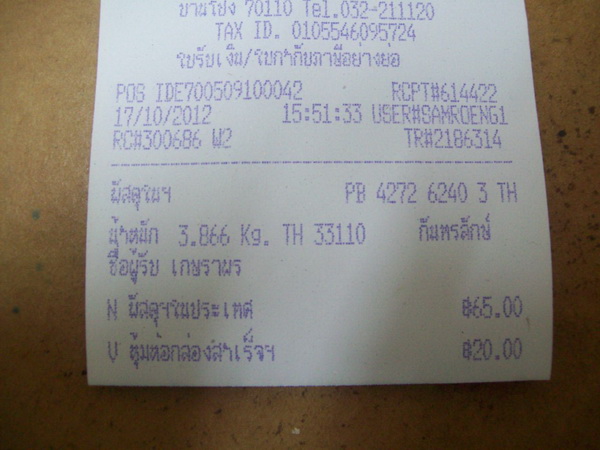 บ้านโป่ง 70110 Tel.032-211120
TAX ID. 0105546095724
ใบรับเงิน/ใบกำกับภาษีอย่างย่อ
POS IDE700509100042 RCPT#614422
17/10/2012 15:51:33 USER#SAMROENG1
RC#300686 W2 TR#2186314
พัสดุในฯ PB 4272 6240 3 TH
น้ำหนัก 3.866 Kg. TH 33110 กันทรลักษ์
ชื่อผู้รับ เกษราพร
N พัสดุฯในประเทศ ฿65.00
V หุ้มห่อกล่องสำเร็จฯ ฿20.00